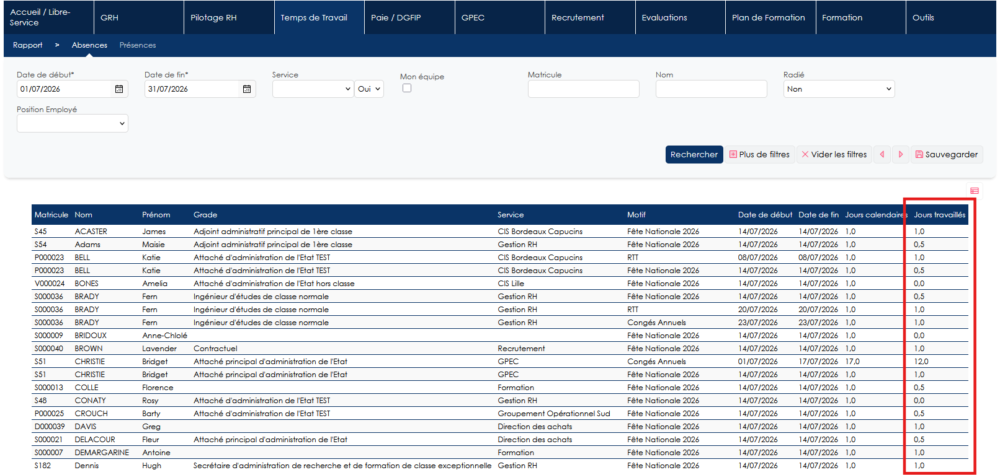 Accueil / Libre-Service
GRH
Pilotage RH
Temps de Travail
Paie / DGFIP
GPEC
Recrutement
Evaluations
Plan de Formation
Formation
Outils
Rapport > Absences Présences
Date de début* Date de fin* Service Mon équipe Matricule Nom Radié
01/07/2026 31/07/2026 Oui Non
Position Employé
Rechercher Plus de filtres Vider les filtres Sauvegarder
Matricule Nom Prénom Grade Service Motif Date de début Date de fin Jours calendaires Jours travaillés
S45 ACASTER James Adjoint administratif principal de 1ère classe CIS Bordeaux Capucins Fête Nationale 2026 14/07/2026 14/07/2026 1,0 1,0
S54 Adams Maisie Adjoint administratif principal de 1ère classe Gestion RH Fête Nationale 2026 14/07/2026 14/07/2026 1,0 0,5
P000023 BELL Katie Attaché d'administration de l'Etat TEST CIS Bordeaux Capucins RTT 08/07/2026 08/07/2026 1,0 1,0
P000023 BELL Katie Attaché d'administration de l'Etat TEST CIS Bordeaux Capucins Fête Nationale 2026 14/07/2026 14/07/2026 1,0 0,5
V000024 BONES Amelia Attaché d'administration de l'Etat hors classe CIS Lille Fête Nationale 2026 14/07/2026 14/07/2026 1,0 0,0
S000036 BRADY Fern Ingénieur d'études de classe normale Gestion RH Fête Nationale 2026 14/07/2026 14/07/2026 1,0 0,5
S000036 BRADY Fern Ingénieur d'études de classe normale Gestion RH RTT 20/07/2026 20/07/2026 1,0 1,0
S000036 BRADY Fern Ingénieur d'études de classe normale Gestion RH Congés Annuels 23/07/2026 23/07/2026 1,0 1,0
S000009 BRIDOUX Anne-Chlolé Fête Nationale 2026 14/07/2026 14/07/2026 1,0 0,0
S000040 BROWN Lavender Contractuel Recrutement Fête Nationale 2026 14/07/2026 14/07/2026 1,0 1,0
S51 CHRISTIE Bridget Attaché principal d'administration de l'Etat GPEC Congés Annuels 01/07/2026 17/07/2026 17,0 12,0
S51 CHRISTIE Bridget Attaché principal d'administration de l'Etat GPEC Fête Nationale 2026 14/07/2026 14/07/2026 1,0 1,0
S000013 COLLE Florence Formation Fête Nationale 2026 14/07/2026 14/07/2026 1,0 0,5
S48 CONATY Rosy Attaché d'administration de l'Etat TEST Gestion RH Fête Nationale 2026 14/07/2026 14/07/2026 1,0 0,0
P000025 CROUCH Barty Attaché d'administration de l'Etat TEST Groupement Opérationnel Sud Fête Nationale 2026 14/07/2026 14/07/2026 1,0 0,5
D000039 DAVIS Greg Direction des achats Fête Nationale 2026 14/07/2026 14/07/2026 1,0 1,0
S000021 DELACOUR Fleur Attaché principal d'administration de l'Etat Direction des achats Fête Nationale 2026 14/07/2026 14/07/2026 1,0 0,5
S000007 DEMARGARINE Antoine Formation Fête Nationale 2026 14/07/2026 14/07/2026 1,0 1,0
S182 Dennis Hugh Secrétaire d'administration de recherche et de formation de classe exceptionnelle Gestion RH Fête Nationale 2026 14/07/2026 14/07/2026 1,0 1,0